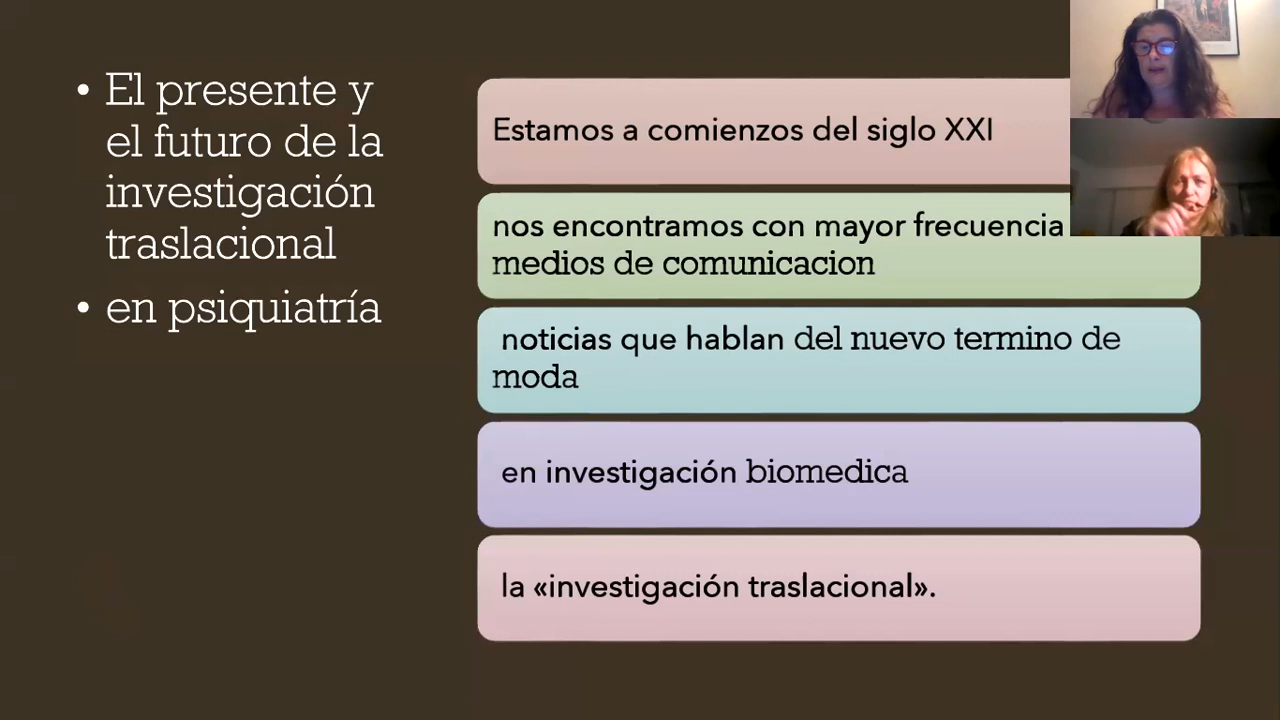 • El presente y
el futuro de la
investigación
traslacional
• en psiquiatría
Estamos a comienzos del siglo XXI
nos encontramos con mayor frecuencia
medios de comunicacion
noticias que hablan del nuevo termino de
moda
en investigación biomedica
la «investigación traslacional».